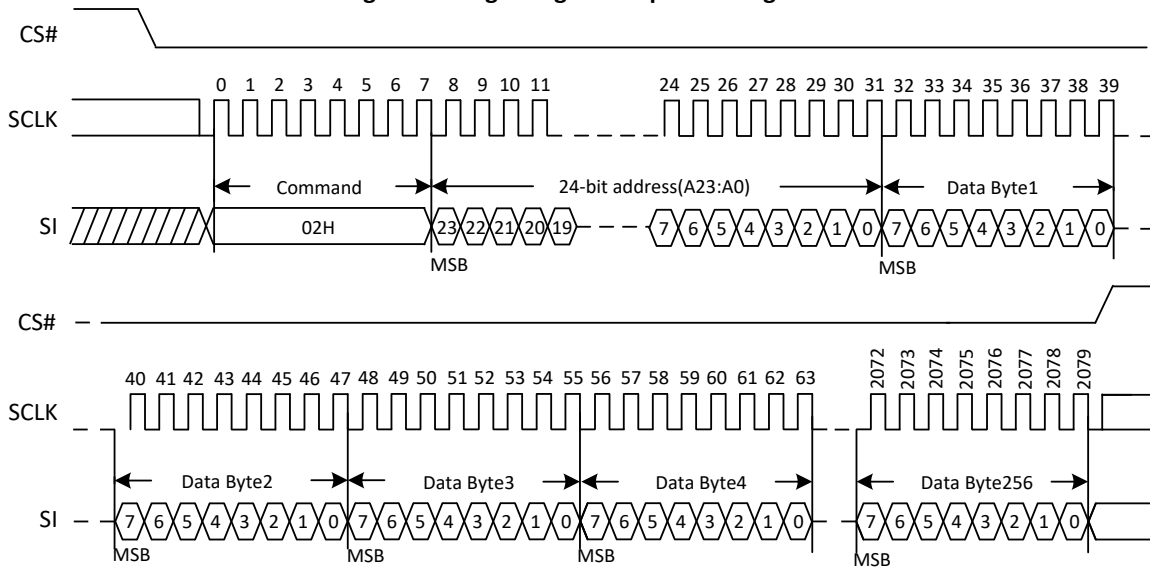 CS#
0 1 2 3 4 5 6 7 8 9 10 11 24 25 26 27 28 29 30 31 32 33 34 35 36 37 38 39
SCLK
Command 24-bit address(A23:A0) Data Byte1
SI 02H 23 22 21 20 19 7 6 5 4 3 2 1 0 7 6 5 4 3 2 1 0
MSB MSB
CS#
40 41 42 43 44 45 46 47 48 49 50 51 52 53 54 55 56 57 58 59 60 61 62 63 2072 2073 2074 2075 2076 2077 2078 2079
SCLK
Data Byte2 Data Byte3 Data Byte4 Data Byte256
SI 7 6 5 4 3 2 1 0 7 6 5 4 3 2 1 0 7 6 5 4 3 2 1 0 7 6 5 4 3 2 1 0
MSB MSB MSB MSB